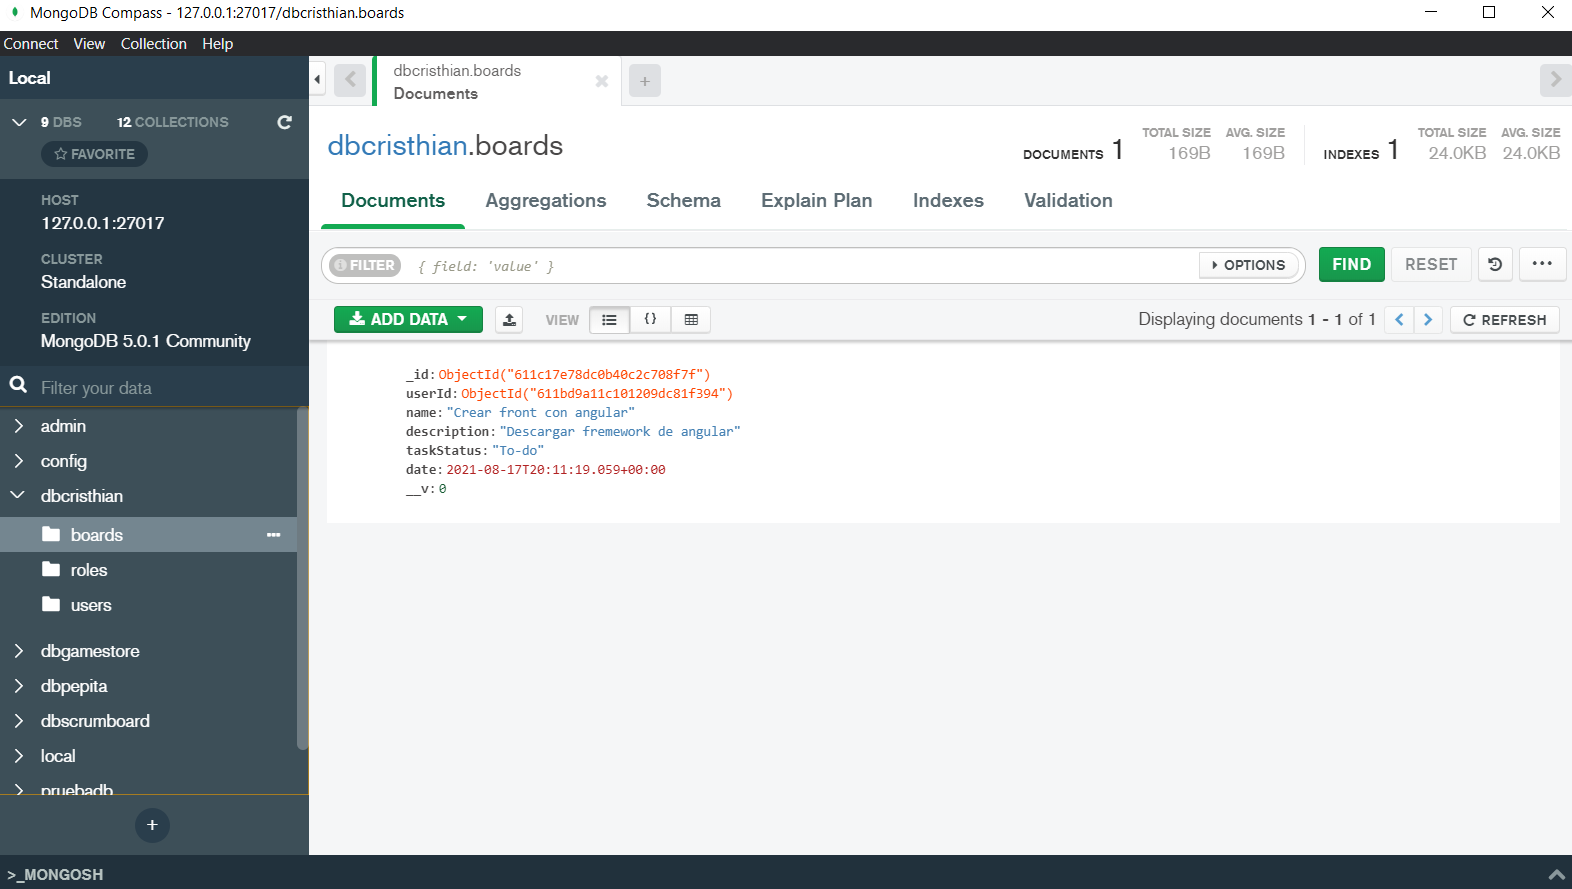 MongoDB Compass - 127.0.0.1:27017/dbcristhian.boards
Connect View Collection Help
Local
9 DBS 12 COLLECTIONS
FAVORITE
HOST
127.0.0.1:27017
CLUSTER
Standalone
EDITION
MongoDB 5.0.1 Community
Filter your data
admin
config
dbcristhian
boards
roles
users
dbgamestore
dbpepita
dbscrumboard
local
pruebadb
>_MONGOSH
dbcristhian.boards
Documents
dbcristhian.boards
DOCUMENTS 1 TOTAL SIZE 169B AVG. SIZE 169B
INDEXES 1 TOTAL SIZE 24.0KB AVG. SIZE 24.0KB
Documents Aggregations Schema Explain Plan Indexes Validation
FILTER { field: 'value' } OPTIONS FIND RESET
ADD DATA VIEW {} Displaying documents 1 - 1 of 1 REFRESH
_id: ObjectId("611c17e78dc0b40c2c708f7f")
userId: ObjectId("611bd9a11c101209dc81f394")
name: "Crear front con angular"
description: "Descargar fremework de angular"
taskStatus: "To-do"
date: 2021-08-17T20:11:19.059+00:00
__v: 0